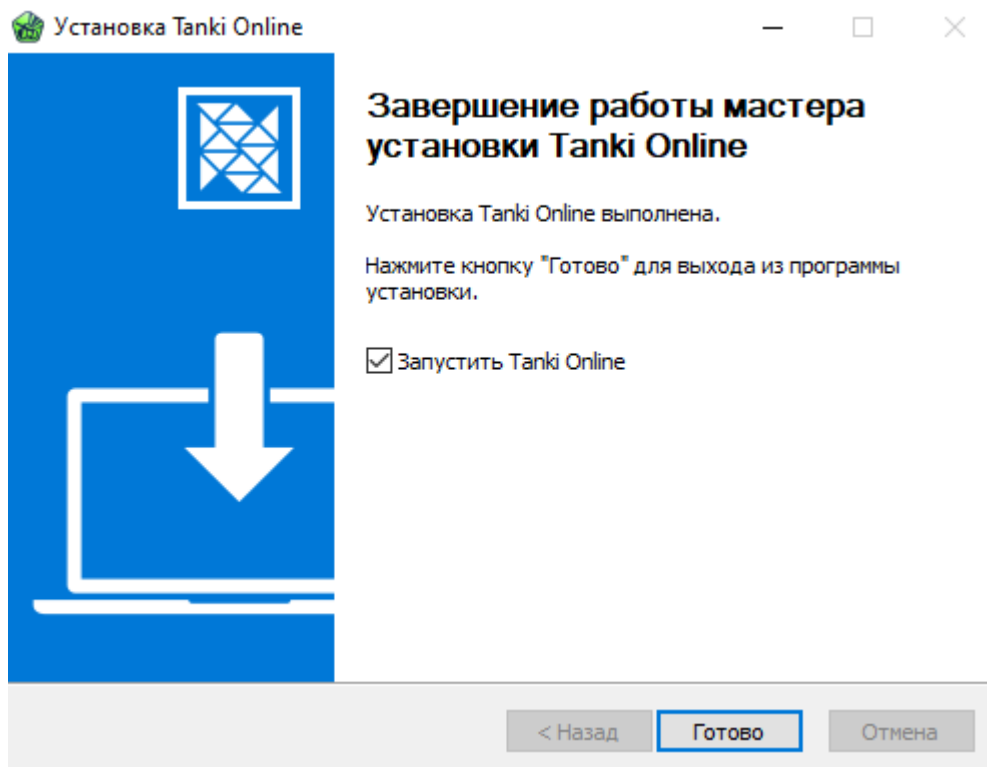 Установка Tanki Online
Завершение работы мастера
установки Tanki Online
Установка Tanki Online выполнена.
Нажмите кнопку "Готово" для выхода из программы
установки.
Запустить Tanki Online
< Назад
Готово
Отмена